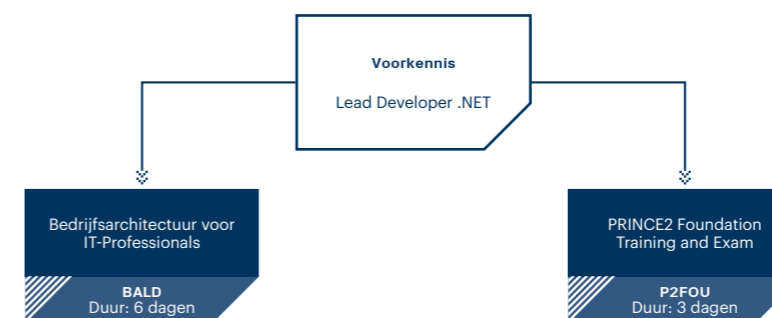 Voorkennis
Lead Developer .NET
Bedrijfsarchitectuur voor
IT-Professionals
BALD
Duur: 6 dagen
PRINCE2 Foundation
Training and Exam
P2FOU
Duur: 3 dagen